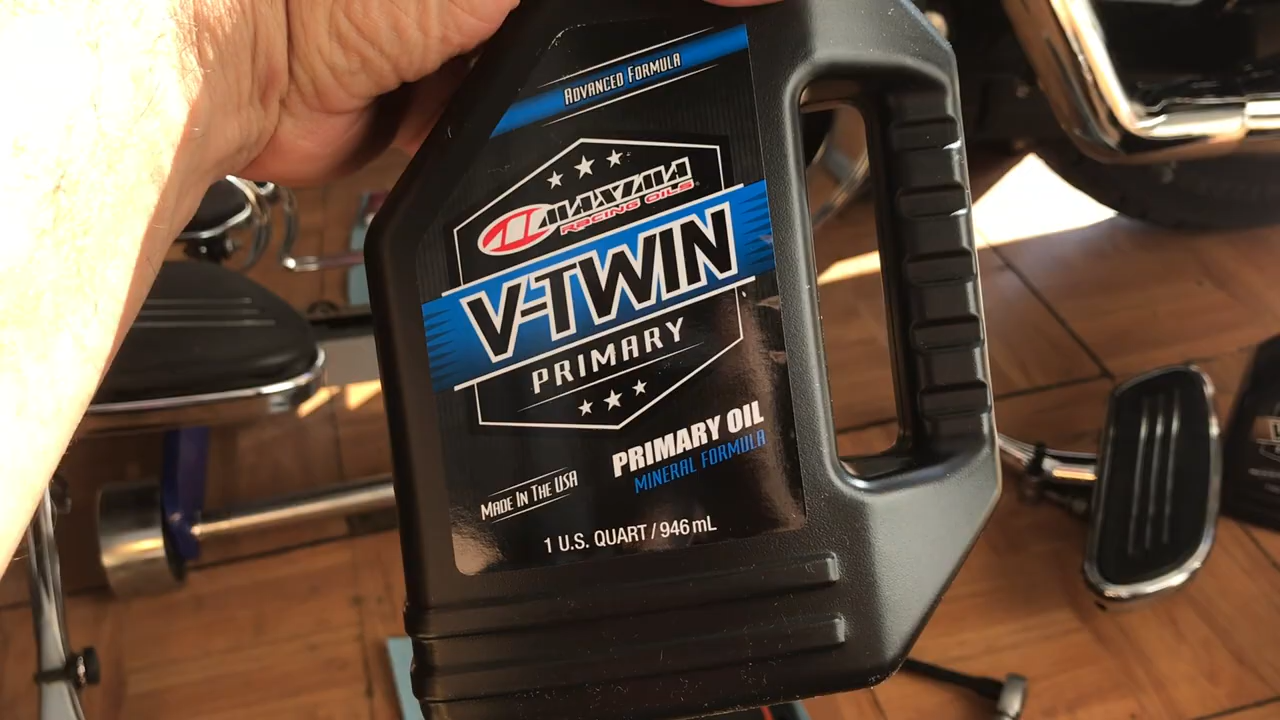 ADVANCED FORMULA
MAXIMA
RACING OILS
V-TWIN
PRIMARY
PRIMARY OIL
MINERAL FORMULA
MADE IN THE USA
1 U.S. QUART / 946 mL